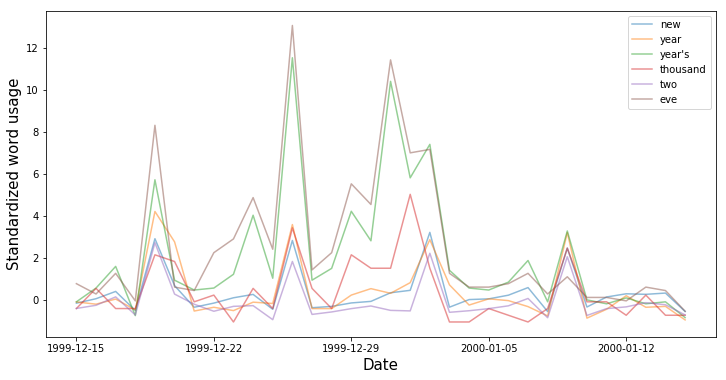 new
year
year's
thousand
two
eve
Standardized word usage
12
10
8
6
4
2
0
1999-12-15
1999-12-22
1999-12-29
2000-01-05
2000-01-12
Date